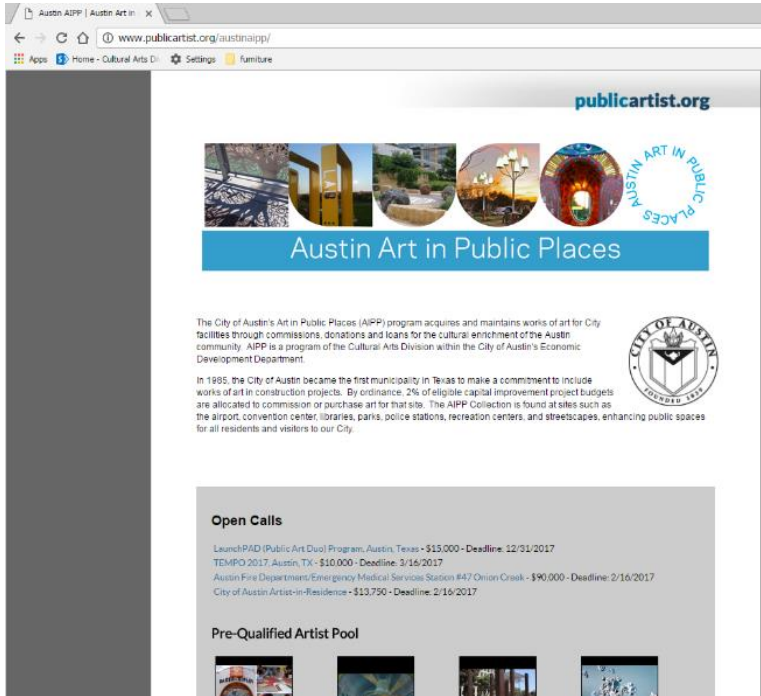 Austin AIPP | Austin Art in
www.publicartist.org/austinaipp/
Apps Home - Cultural Arts Di Settings furniture
publicartist.org
AUSTIN ART IN PUBLIC PLACES
Austin Art in Public Places
The City of Austin's Art in Public Places (AIPP) program acquires and maintains works of art for City
facilities through commissions, donations and loans for the cultural enrichment of the Austin
community. AIPP is a program of the Cultural Arts Division within the City of Austin's Economic
Development Department.
CITY OF AUSTIN
FOUNDED 1839
In 1985, the City of Austin became the first municipality in Texas to make a commitment to include
works of art in construction projects. By ordinance, 2% of eligible capital improvement project budgets
are allocated to commission or purchase art for that site. The AIPP Collection is found at sites such as
the airport, convention center, libraries, parks, police stations, recreation centers, and streetscapes, enhancing public spaces
for all residents and visitors to our City.
Open Calls
LaunchPAD (Public Art Duo) Program, Austin, Texas - $15,000 - Deadline: 12/31/2017
TEMPO 2017, Austin, TX - $10,000 - Deadline: 3/16/2017
Austin Fire Department/Emergency Medical Services Station #47 Onion Creek - $90,000 - Deadline: 2/16/2017
City of Austin Artist-in-Residence - $13,750 - Deadline: 2/16/2017
Pre-Qualified Artist Pool